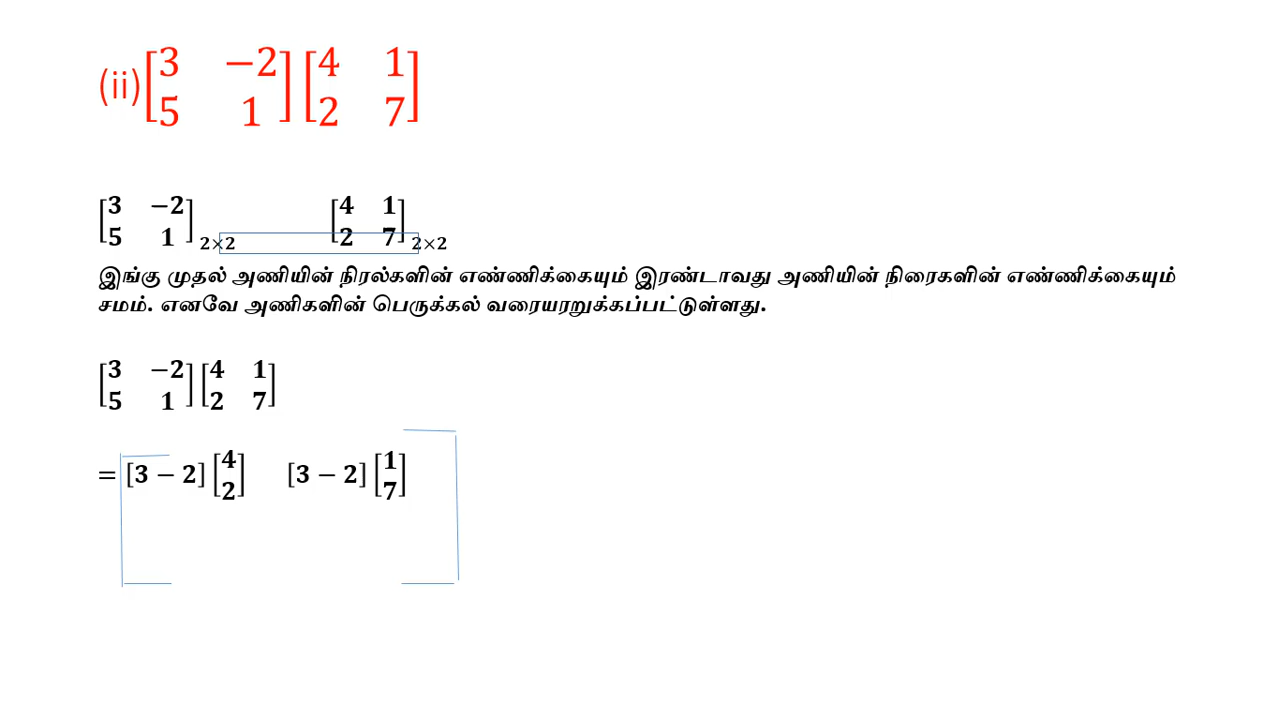 (ii) [3 −2 5 1] [4 1 2 7]
[3 −2 5 1] 2×2 [4 1 2 7] 2×2
இங்கு முதல் அணியின் நிரல்களின் எண்ணிக்கையும் இரண்டாவது அணியின் நிரைகளின் எண்ணிக்கையும்
சமம். எனவே அணிகளின் பெருக்கல் வரையரறுக்கப்பட்டுள்ளது.
[3 −2 5 1] [4 1 2 7]
= [3 − 2] [4 2] [3 − 2] [1 7]